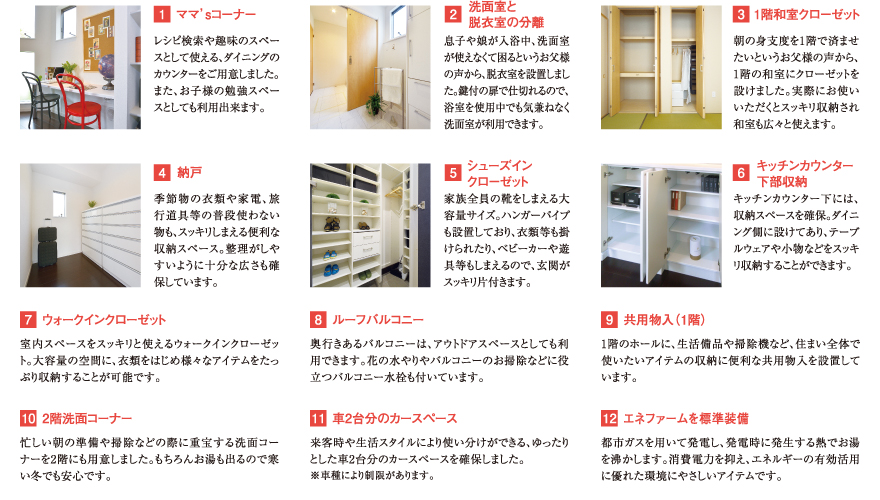 1 ママ'sコーナー
レシピ検索や趣味のスペー
スとして使える、ダイニングの
カウンターをご用意しました。
また、お子様の勉強スペー
スとしても利用出来ます。
2 洗面室と
脱衣室の分離
息子や娘が入浴中、洗面室
が使えなくて困るというお父様
の声から、脱衣室を設置しまし
た。鍵付の扉で仕切れるので、
浴室を使用中でも気兼ねなく
洗面室が利用できます。
3 1階和室クローゼット
朝の身支度を1階で済ませ
たいというお父様の声から、
1階の和室にクローゼットを
設けました。実際にお使い
いただくとスッキリ収納され
和室も広々と使えます。
4 納戸
季節物の衣類や家電、旅
行道具等の普段使わない
物も、スッキリしまえる便利な
収納スペース。整理がしや
すいように十分な広さも確
保しています。
5 シューズイン
クローゼット
家族全員の靴をしまえる大
容量サイズ。ハンガーパイプ
も設置しており、衣類等も掛
けられたり、ベビーカーや遊
具等もしまえるので、玄関が
スッキリ片付きます。
6 キッチンカウンター
下部収納
キッチンカウンター下には、
収納スペースを確保。ダイニ
ング側に設けてあり、テーブ
ルウェアや小物などをスッキ
リ収納することができます。
7 ウォークインクローゼット
室内スペースをスッキリと使えるウォークインクローゼッ
ト。大容量の空間に、衣類をはじめ様々なアイテムをたっ
ぷり収納することが可能です。
8 ルーフバルコニー
奥行きあるバルコニーは、アウトドアスペースとしても利
用できます。花の水やりやバルコニーのお掃除などに役
立つバルコニー水栓も付いています。
9 共用物入（1階）
1階のホールに、生活備品や掃除機など、住まい全体で
使いたいアイテムの収納に便利な共用物入を設置して
います。
10 2階洗面コーナー
忙しい朝の準備や掃除などの際に重宝する洗面コー
ナーを2階にも用意しました。もちろんお湯も出るので寒
い冬でも安心です。
11 車2台分のカースペース
来客時や生活スタイルにより使い分けができる、ゆったり
とした車2台分のカースペースを確保しました。
※車種により制限があります。
12 エネファームを標準装備
都市ガスを用いて発電し、発電時に発生する熱でお湯
を沸かします。消費電力を抑え、エネルギーの有効活用
に優れた環境にやさしいアイテムです。